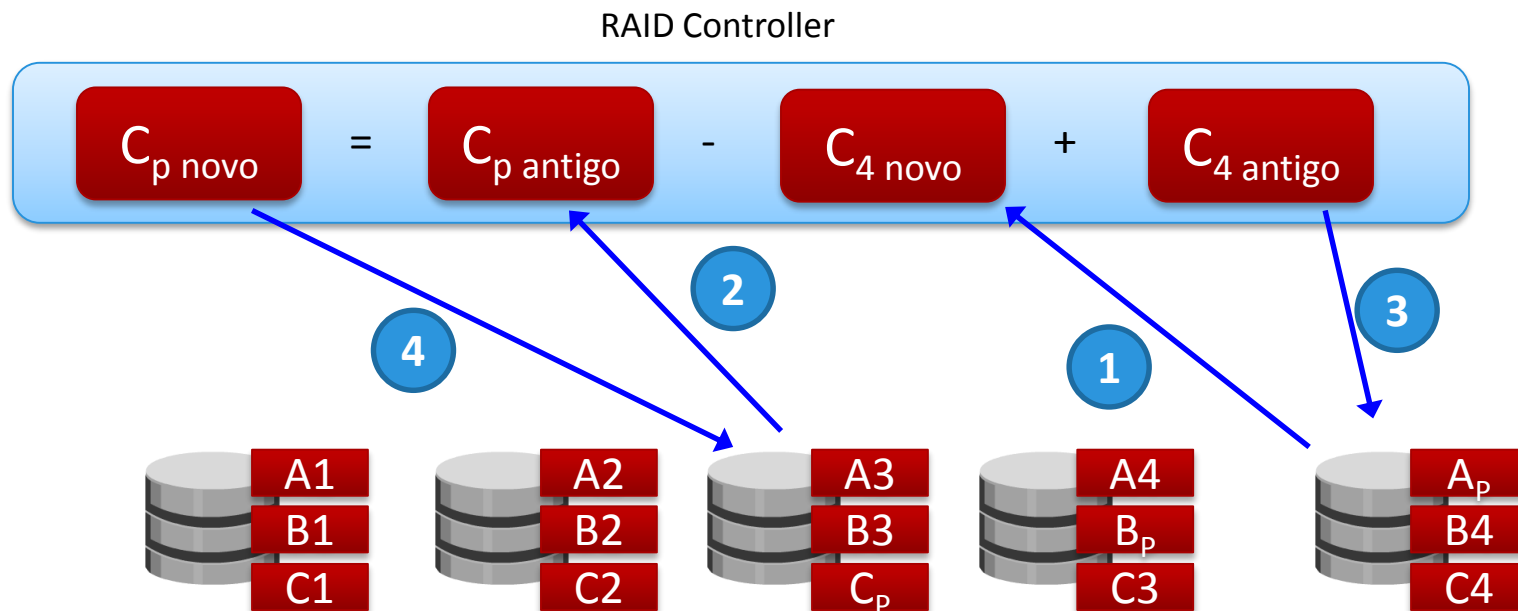 RAID Controller
Cp novo = Cp antigo - C4 novo + C4 antigo
2
3
4
1
A1 A2 A3 A4 AP
B1 B2 B3 BP B4
C1 C2 CP C3 C4